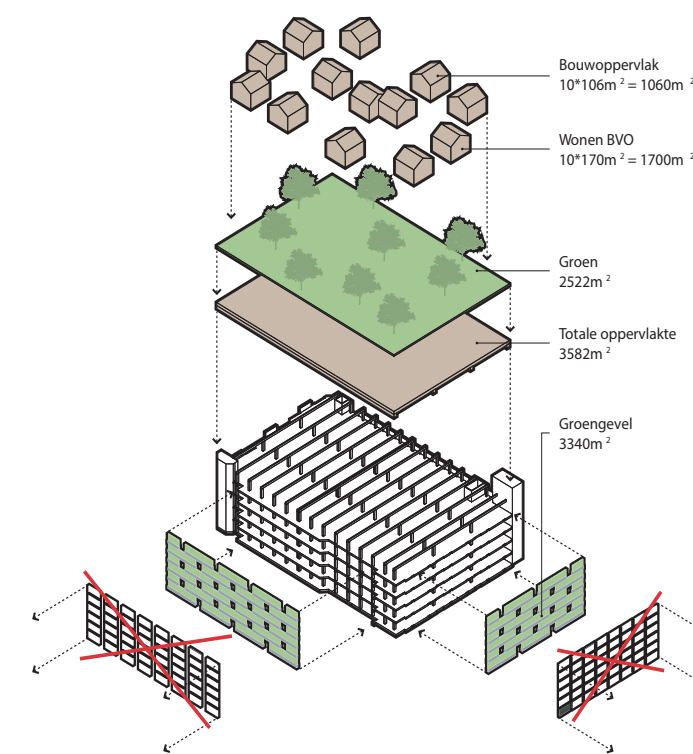 Bouwoppervlak
10*106m ² = 1060m ²
Wonen BVO
10*170m ² = 1700m ²
Groen
2522m ²
Totale oppervlakte
3582m ²
Groengevel
3340m ²